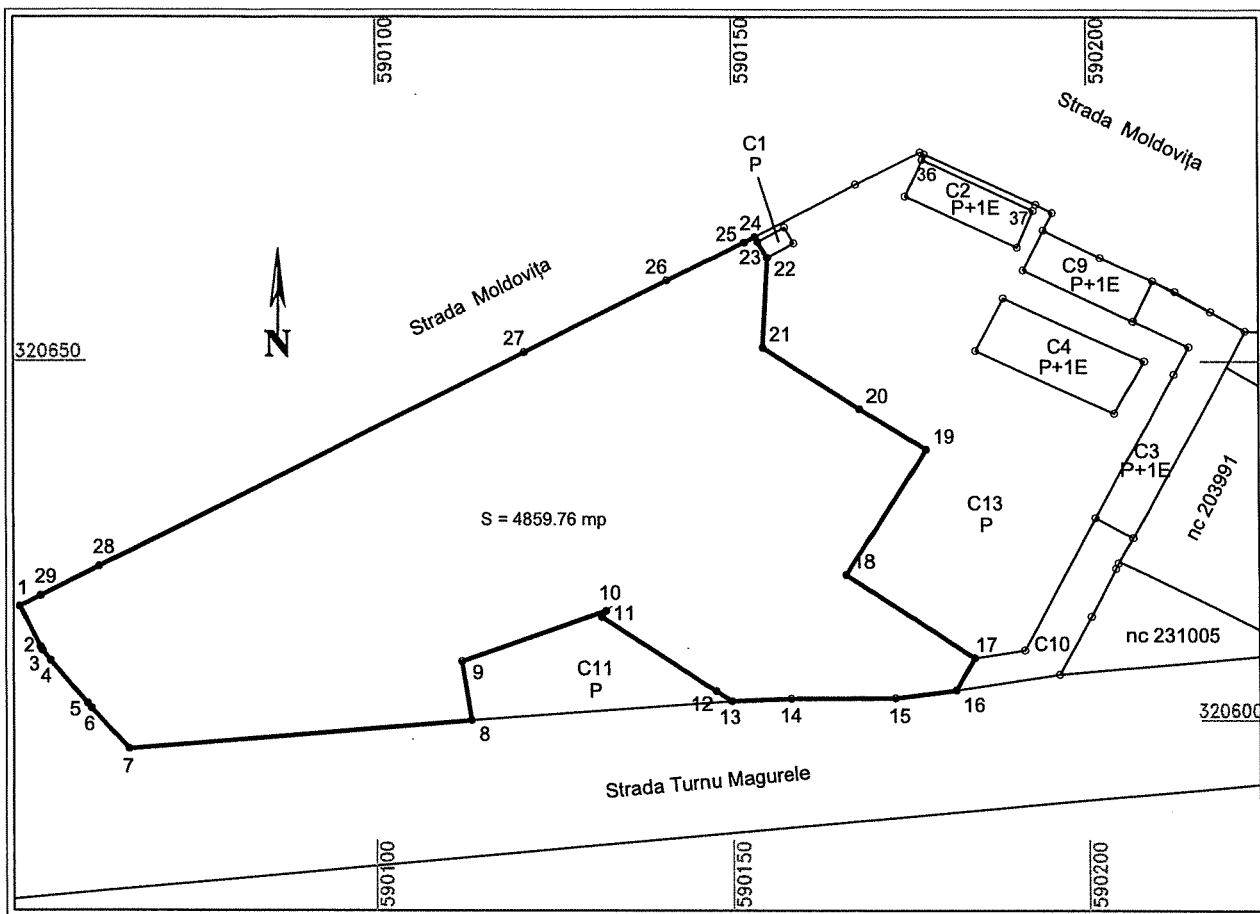 590100
590150
590200
Strada Moldovița
C1
P
36
C2
P+1E
37
24
25
23
22
C9
P+1E
26
Strada Moldovița
N
27
21
320650
C4
P+1E
20
19
C3
P+1E
nc 203991
S = 4859.76 mp
C13
P
28
18
29
1
10
11
2
3
4
17
C10
nc 231005
9
C11
P
5
6
12
13
14
15
16
8
7
320600
Strada Turnu Magurele
590100
590150
590200